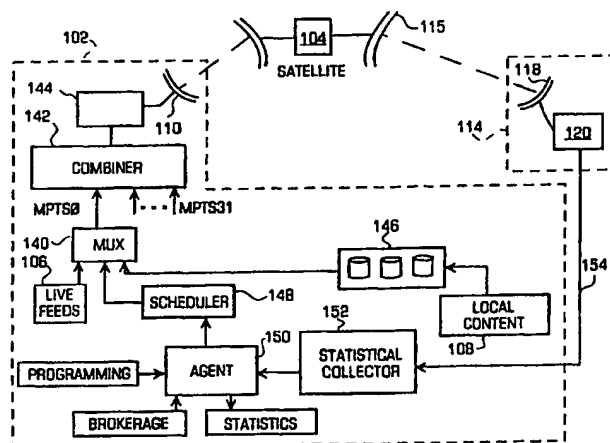 102
104
115
SATELLITE
118
144
110
142
114
120
COMBINER
MPTS0
MPTS31
140
MUX
146
106
154
LIVE
FEEDS
SCHEDULER
148
LOCAL
CONTENT
108
150
152
PROGRAMMING
AGENT
STATISTICAL
COLLECTOR
BROKERAGE
STATISTICS